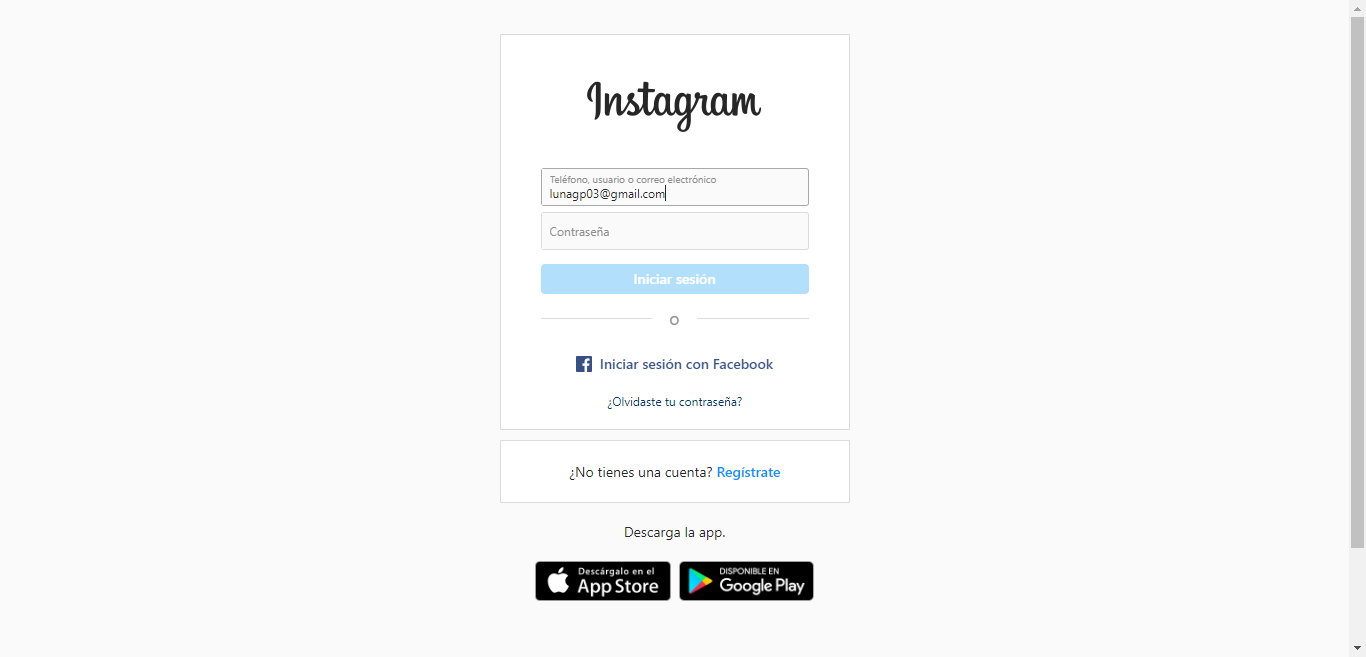 Instagram
Teléfono, usuario o correo electrónico
lunagp03@gmail.com
Contraseña
Iniciar sesión
O
Iniciar sesión con Facebook
¿Olvidaste tu contraseña?
¿No tienes una cuenta? Regístrate
Descarga la app.
Descárgalo en el
App Store
DISPONIBLE EN
Google Play